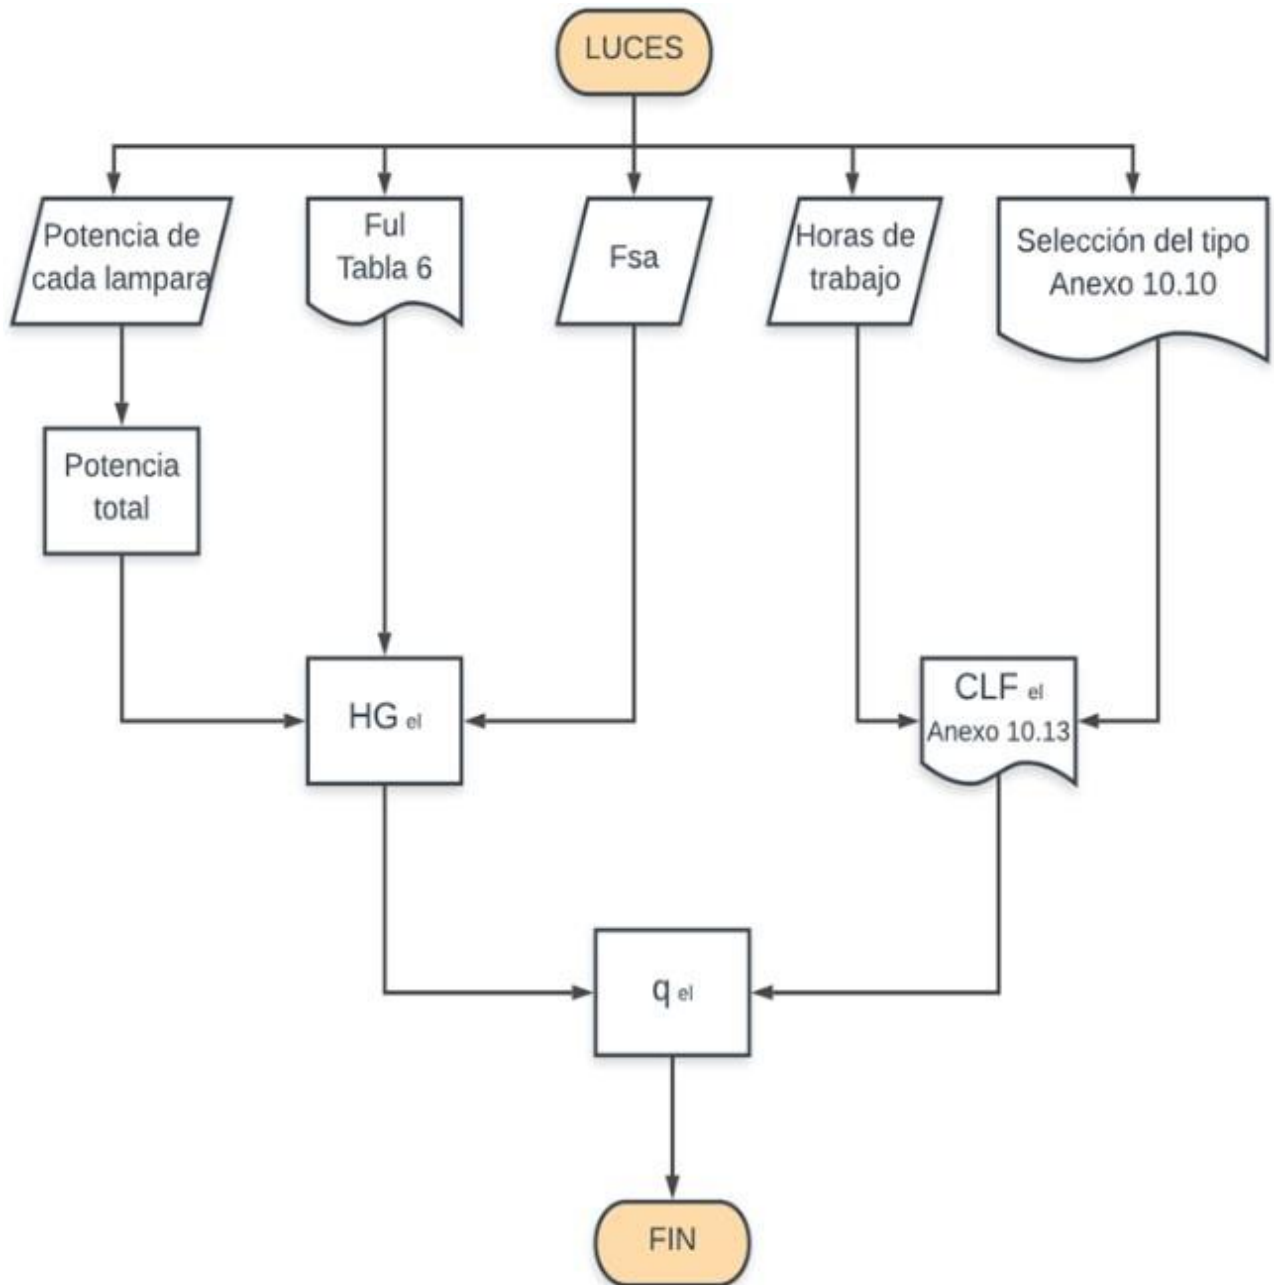 LUCES
Potencia de
cada lampara
Ful
Tabla 6
Fsa
Horas de
trabajo
Selección del tipo
Anexo 10.10
Potencia
total
HG el
CLF el
Anexo 10.13
q el
FIN